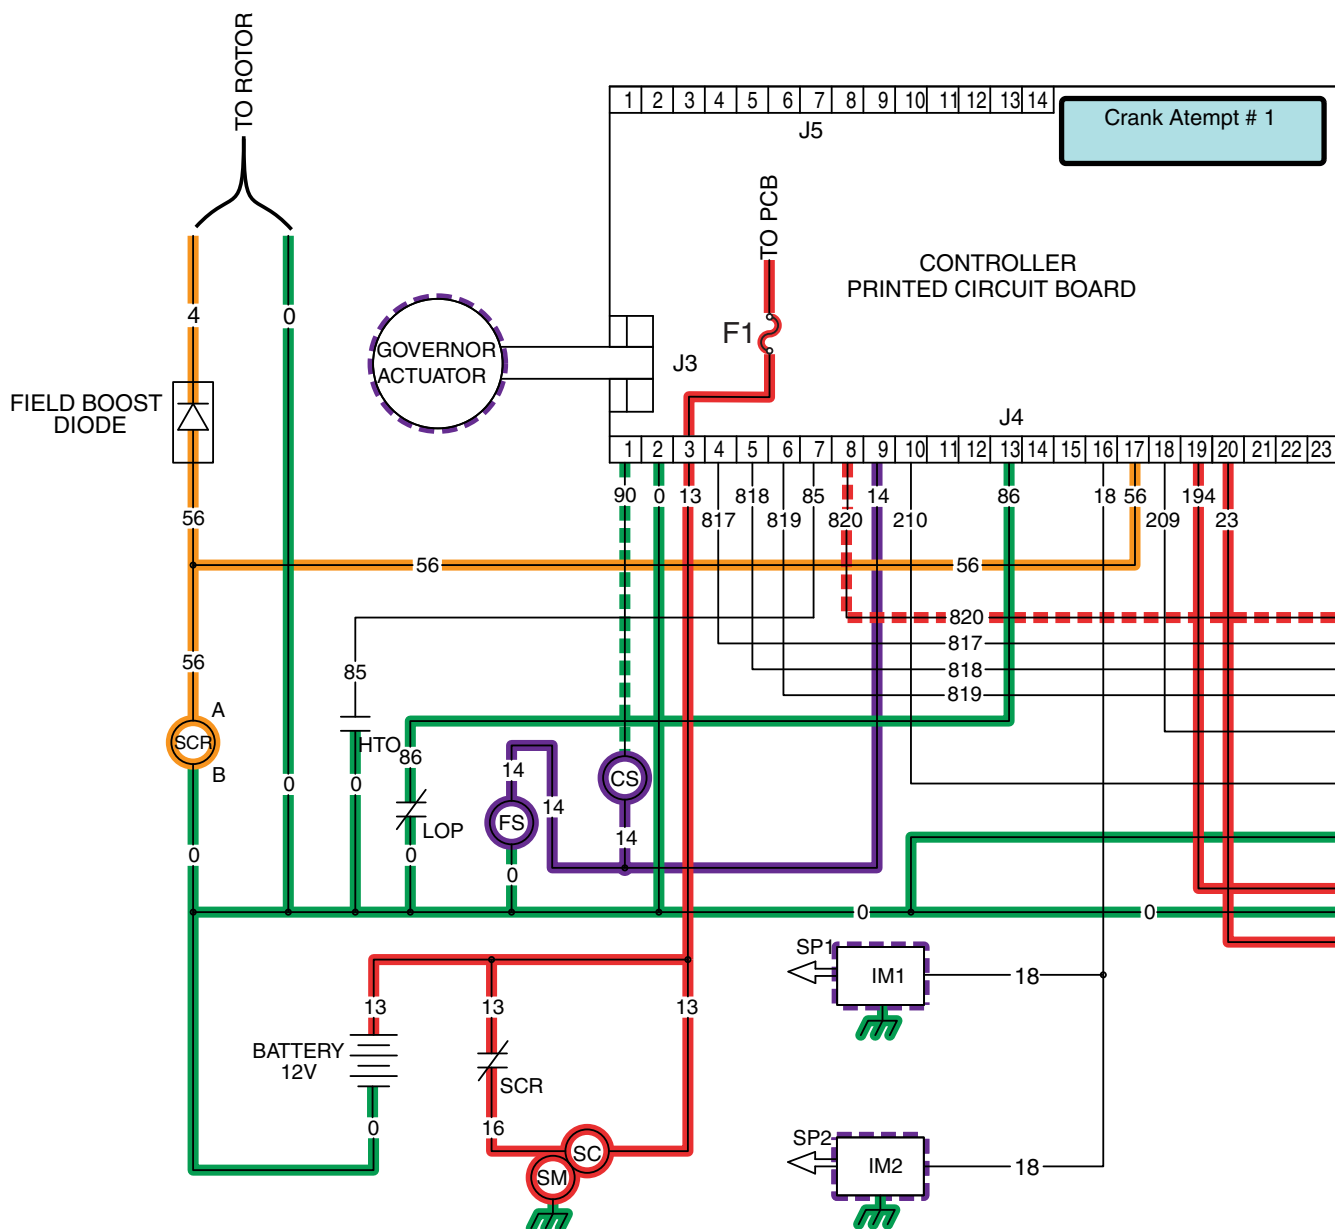 TO ROTOR
1 2 3 4 5 6 7 8 9 10 11 12 13 14
J5
Crank Atempt # 1
TO PCB
CONTROLLER
PRINTED CIRCUIT BOARD
4
0
F1
GOVERNOR
ACTUATOR
J3
FIELD BOOST
DIODE
J4
1 2 3 4 5 6 7 8 9 10 11 12 13 14 15 16 17 18 19 20 21 22 23
90 0 13 818 85 14 86 18 56 194
56 817 819 820 210 209 23
56 56
820
817
56 85 818
819
A
SCR
HTO
86
B
14
CS
0 0 14
FS
LOP
14
0 0 0
0 0
SP1
IM1
18
13 13 13
BATTERY
12V
SCR
0 16
SC
SP2
IM2
18
SM